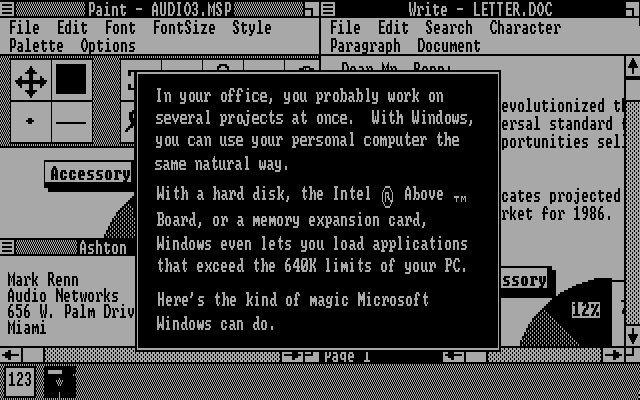 Paint - AUDIO3.MSP
File Edit Font FontSize Style
Palette Options
Write - LETTER.DOC
File Edit Search Character
Paragraph Document
In your office, you probably work on
several projects at once. With Windows,
you can use your personal computer the
same natural way.
With a hard disk, the Intel ® Above ™
Board, or a memory expansion card,
Windows even lets you load applications
that exceed the 640K limits of your PC.
Here's the kind of magic Microsoft
Windows can do.
Accessory
Ashton
Mark Renn
Audio Networks
656 W. Palm Driv
Miami
evolutionized th
ersal standard
portunities sel
cates projected
rket for 1986.
ssory
12%
Page 1
123